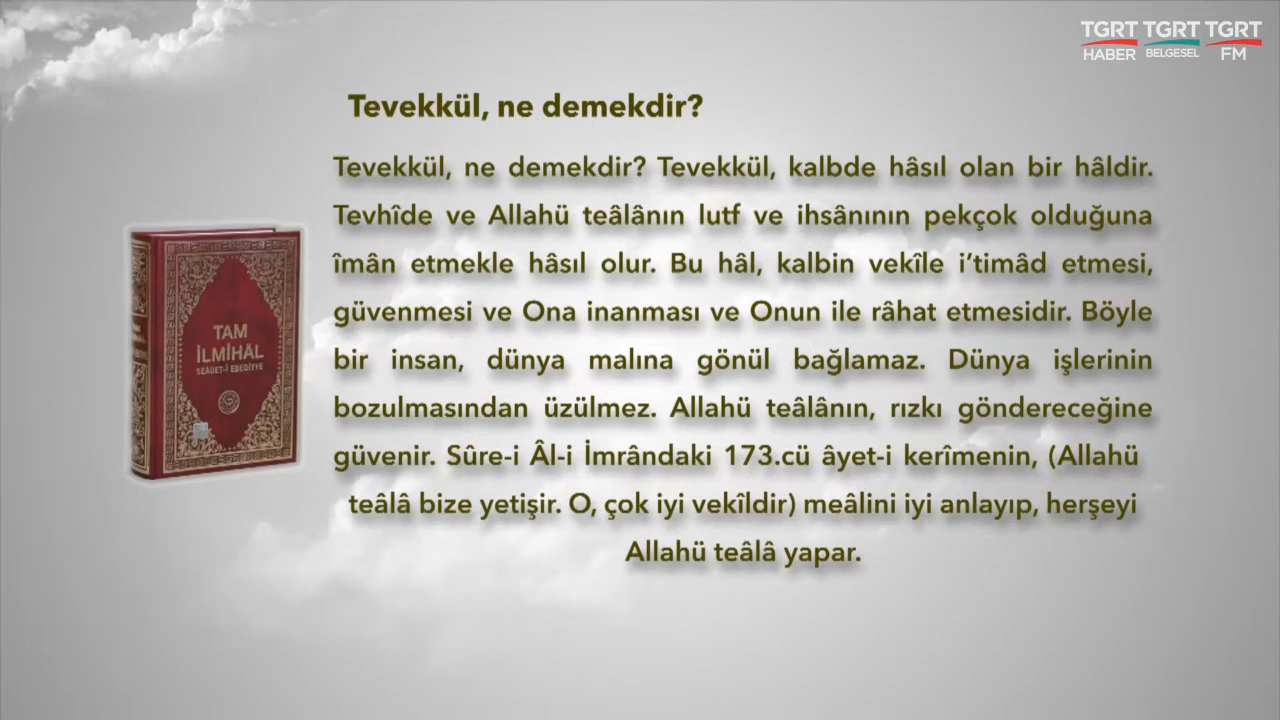 TGRT TGRT TGRT
HABER BELGESEL FM
Tevekkül, ne demekdir?
Tevekkül, ne demekdir? Tevekkül, kalbde hâsıl olan bir hâldir.
Tevhîde ve Allahü teâlânın lutf ve ihsânının pekçok olduğuna
îmân etmekle hâsıl olur. Bu hâl, kalbin vekîle i’timâd etmesi,
güvenmesi ve Ona inanması ve Onun ile râhat etmesidir. Böyle
bir insan, dünya malına gönül bağlamaz. Dünya işlerinin
bozulmasından üzülmez. Allahü teâlânın, rızkı göndereceğine
güvenir. Sûre-i Âl-i İmrândaki 173.cü âyet-i kerîmenin, (Allahü
teâlâ bize yetişir. O, çok iyi vekîldir) meâlini iyi anlayıp, herşeyi
Allahü teâlâ yapar.
TAM
İLMİHÂL
SEÂDET-İ EBEDİYYE